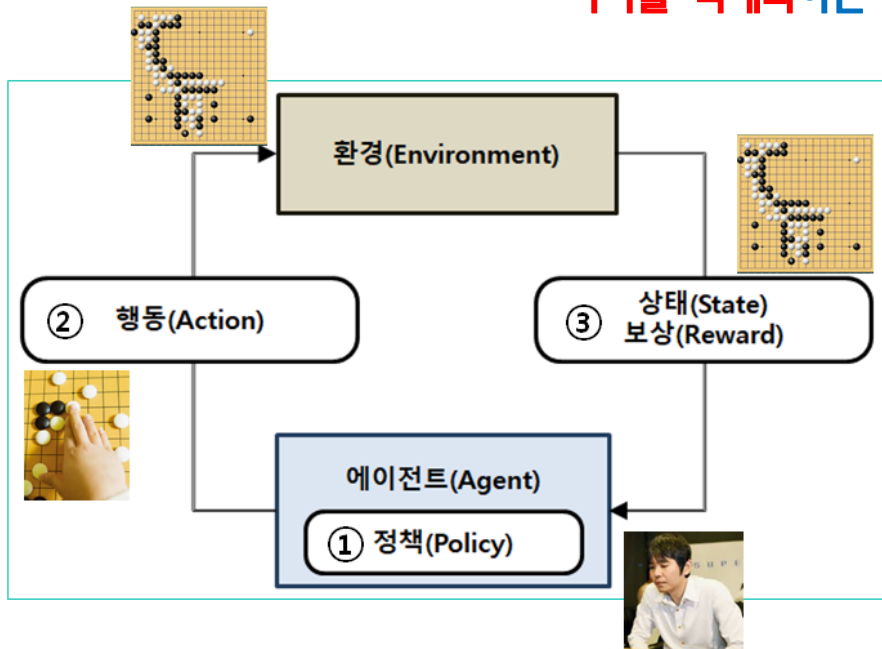 환경(Environment)
② 행동(Action)
③ 상태(State)
보상(Reward)
에이전트(Agent)
① 정책(Policy)
SUPE